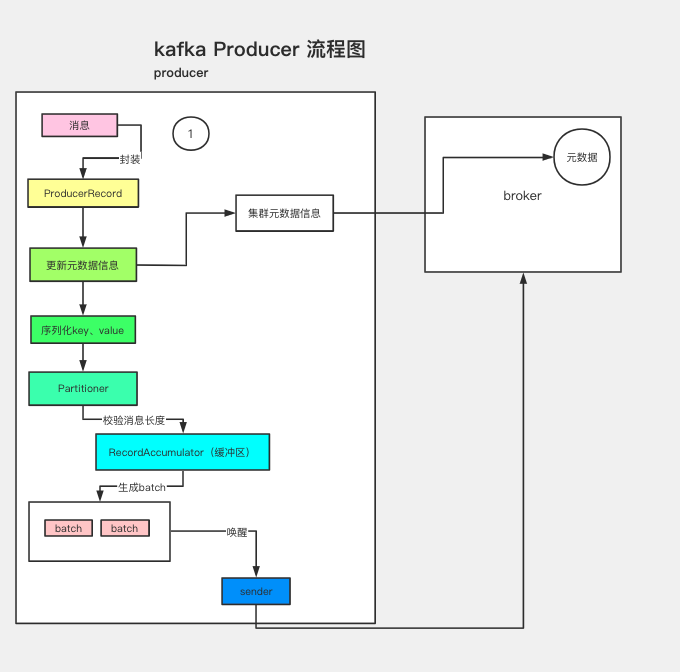 kafka Producer 流程图
producer
消息
1
封装
ProducerRecord
更新元数据信息
集群元数据信息
元数据
broker
序列化key、value
Partitioner
校验消息长度
RecordAccumulator（缓冲区）
生成batch
batch
batch
唤醒
sender